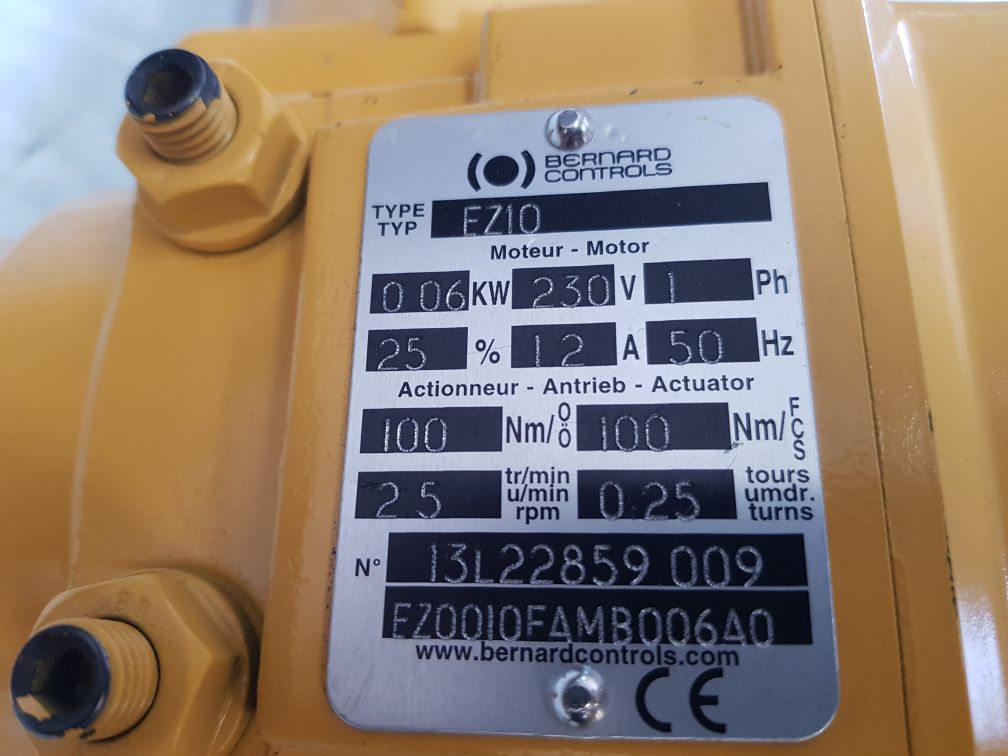 BERNARD
CONTROLS
TYPE
TYP
EZ10
Moteur - Motor
0 06 KW 230 V 1 Ph
25 % 1 2 A 50 Hz
Actionneur - Antrieb - Actuator
100 Nm/O Ö 100 Nm/F Ç S
2 5 tr/min u/min rpm 0.25 tours umdr. turns
N° 13L22859 009
EZ0010FAMB006A0
www.bernardcontrols.com
CE